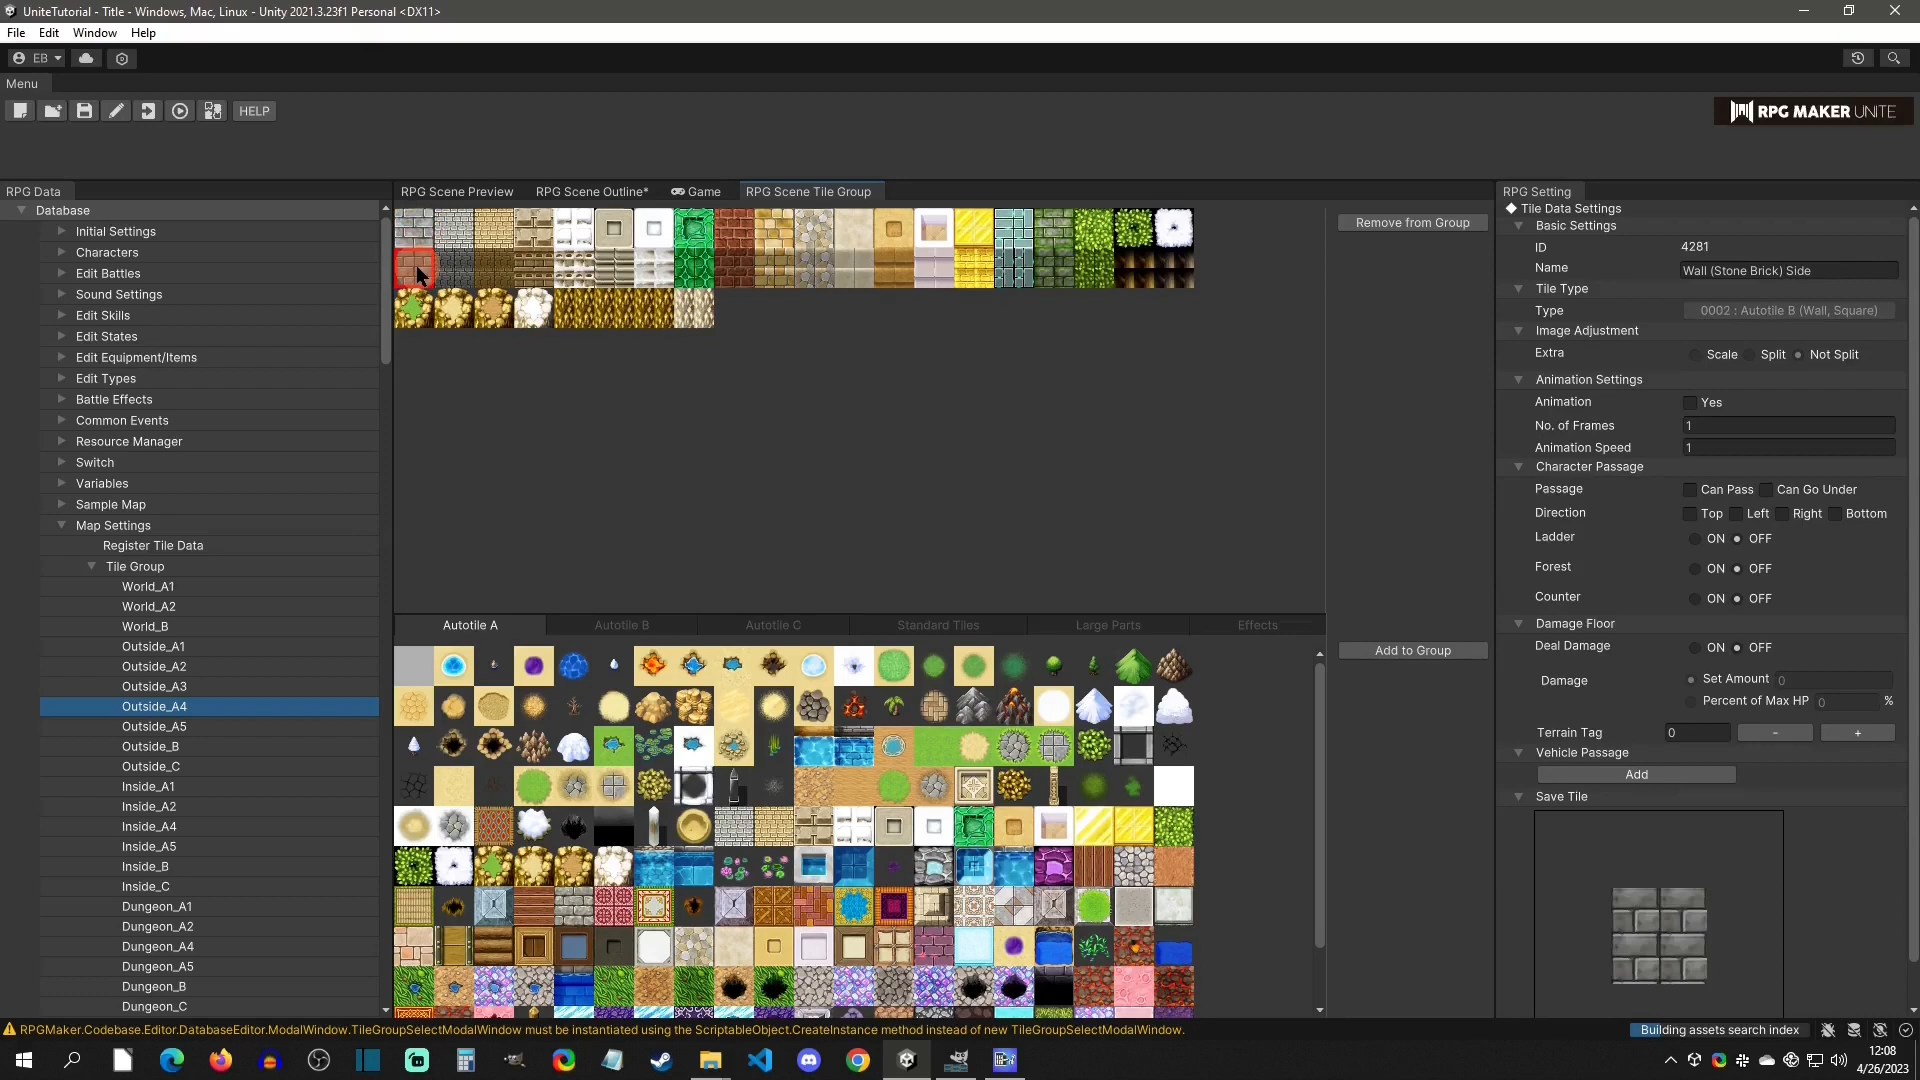 UniteTutorial - Title - Windows, Mac, Linux - Unity 2021.3.23f1 Personal <DX11>
File Edit Window Help
EB
Menu
HELP
RPG MAKER UNITE
RPG Data
RPG Scene Preview RPG Scene Outline* Game RPG Scene Tile Group
RPG Setting
Database
Initial Settings
Characters
Edit Battles
Sound Settings
Edit Skills
Edit States
Edit Equipment/Items
Edit Types
Battle Effects
Common Events
Resource Manager
Switch
Variables
Sample Map
Map Settings
Register Tile Data
Tile Group
World_A1
World_A2
World_B
Outside_A1
Outside_A2
Outside_A3
Outside_A4
Outside_A5
Outside_B
Outside_C
Inside_A1
Inside_A2
Inside_A4
Inside_A5
Inside_B
Inside_C
Dungeon_A1
Dungeon_A2
Dungeon_A4
Dungeon_A5
Dungeon_B
Dungeon_C
Remove from Group
Autotile A Autotile B Autotile C Standard Tiles Large Parts Effects
Add to Group
Tile Data Settings
Basic Settings
ID 4281
Name Wall (Stone Brick) Side
Tile Type
Type 0002 : Autotile B (Wall, Square)
Image Adjustment
Extra Scale Split Not Split
Animation Settings
Animation Yes
No. of Frames 1
Animation Speed 1
Character Passage
Passage Can Pass Can Go Under
Direction Top Left Right Bottom
Ladder ON OFF
Forest ON OFF
Counter ON OFF
Damage Floor
Deal Damage ON OFF
Damage Set Amount 0
Percent of Max HP 0 %
Terrain Tag 0 - +
Vehicle Passage
Add
Save Tile
RPGMaker.Codebase.Editor.DatabaseEditor.ModalWindow.TileGroupSelectModalWindow must be instantiated using the ScriptableObject.CreateInstance method instead of new TileGroupSelectModalWindow.
Building assets search index
12:08
4/26/2023